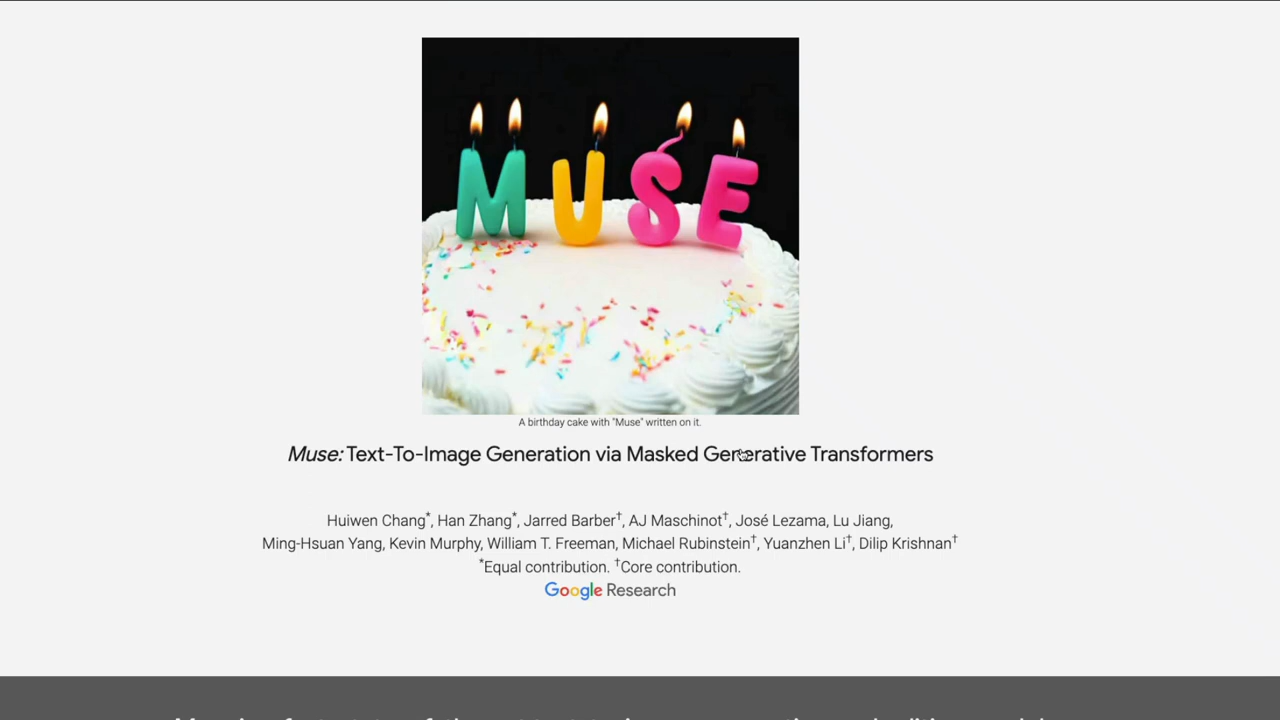 MUSE
A birthday cake with "Muse" written on it.
Muse: Text-To-Image Generation via Masked Generative Transformers
Huiwen Chang*, Han Zhang*, Jarred Barber†, AJ Maschinot†, José Lezama, Lu Jiang,
Ming-Hsuan Yang, Kevin Murphy, William T. Freeman, Michael Rubinstein†, Yuanzhen Li†, Dilip Krishnan†
*Equal contribution. †Core contribution.
Google Research